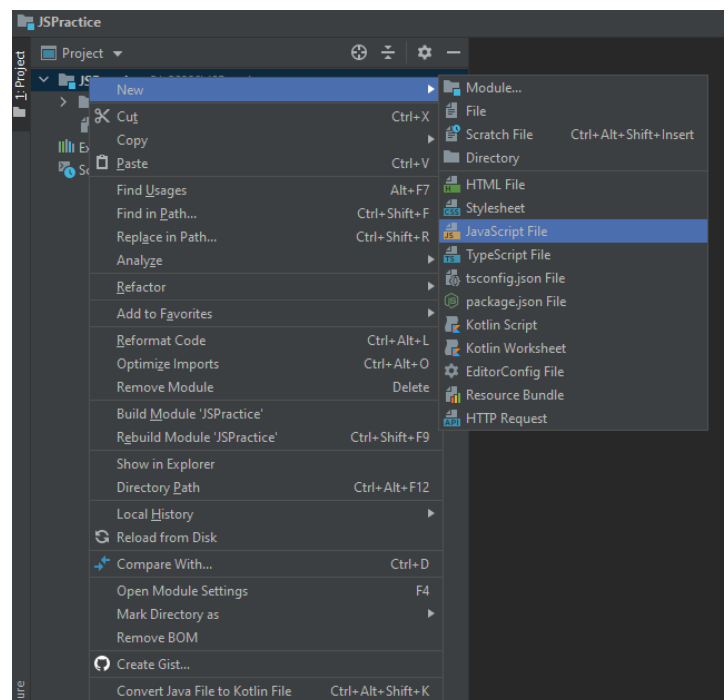 JSPractice
Project
1: Project
New
Cut Ctrl+X
Copy
Paste Ctrl+V
Find Usages Alt+F7
Find in Path... Ctrl+Shift+F
Replace in Path... Ctrl+Shift+R
Analyze
Refactor
Add to Favorites
Reformat Code Ctrl+Alt+L
Optimize Imports Ctrl+Alt+O
Remove Module Delete
Build Module 'JSPractice'
Rebuild Module 'JSPractice' Ctrl+Shift+F9
Show in Explorer
Directory Path Ctrl+Alt+F12
Local History
Reload from Disk
Compare With... Ctrl+D
Open Module Settings F4
Mark Directory as
Remove BOM
Create Gist...
Convert Java File to Kotlin File Ctrl+Alt+Shift+K
Module...
File
Scratch File Ctrl+Alt+Shift+Insert
Directory
HTML File
Stylesheet
JavaScript File
TypeScript File
tsconfig.json File
package.json File
Kotlin Script
Kotlin Worksheet
EditorConfig File
Resource Bundle
HTTP Request